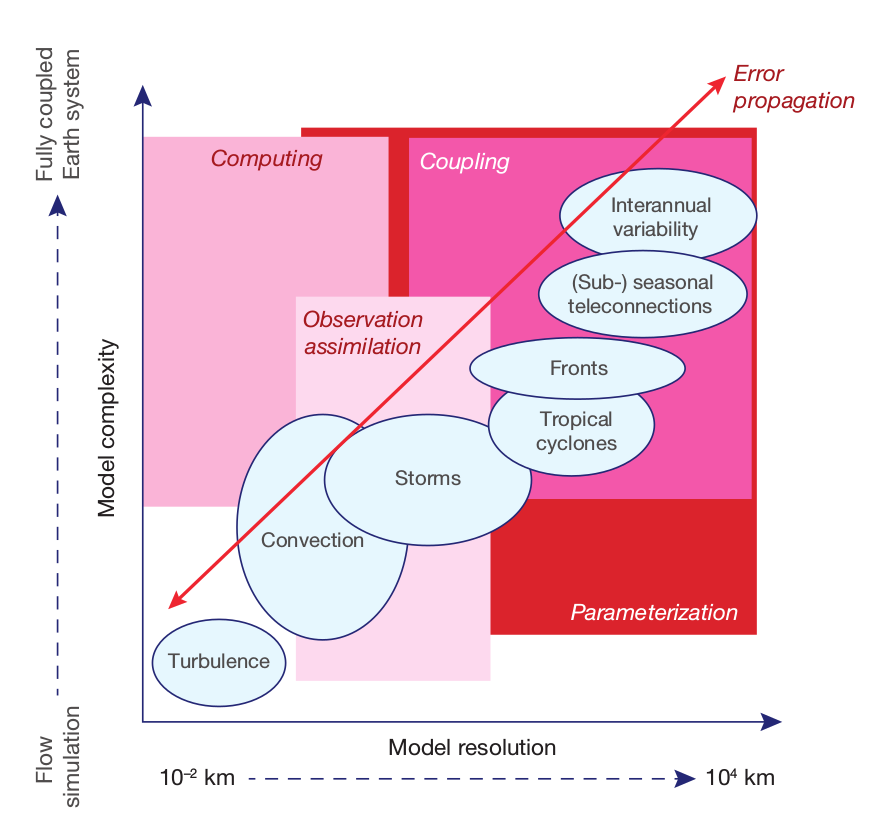 Error
propagation
Fully coupled
Earth system
Computing
Coupling
Interannual
variability
(Sub-) seasonal
teleconnections
Observation
assimilation
Fronts
Tropical
cyclones
Model complexity
Storms
Convection
Parameterization
Turbulence
Flow
simulation
Model resolution
10⁻² km
10⁴ km